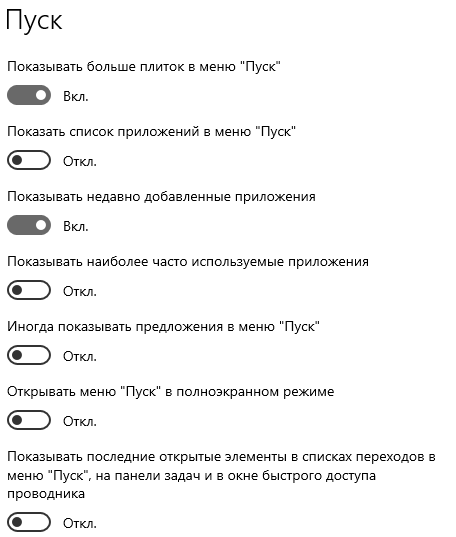 Пуск
Показывать больше плиток в меню "Пуск"
Вкл.
Показать список приложений в меню "Пуск"
Откл.
Показывать недавно добавленные приложения
Вкл.
Показывать наиболее часто используемые приложения
Откл.
Иногда показывать предложения в меню "Пуск"
Откл.
Открывать меню "Пуск" в полноэкранном режиме
Откл.
Показывать последние открытые элементы в списках переходов в
меню "Пуск", на панели задач и в окне быстрого доступа
проводника
Откл.